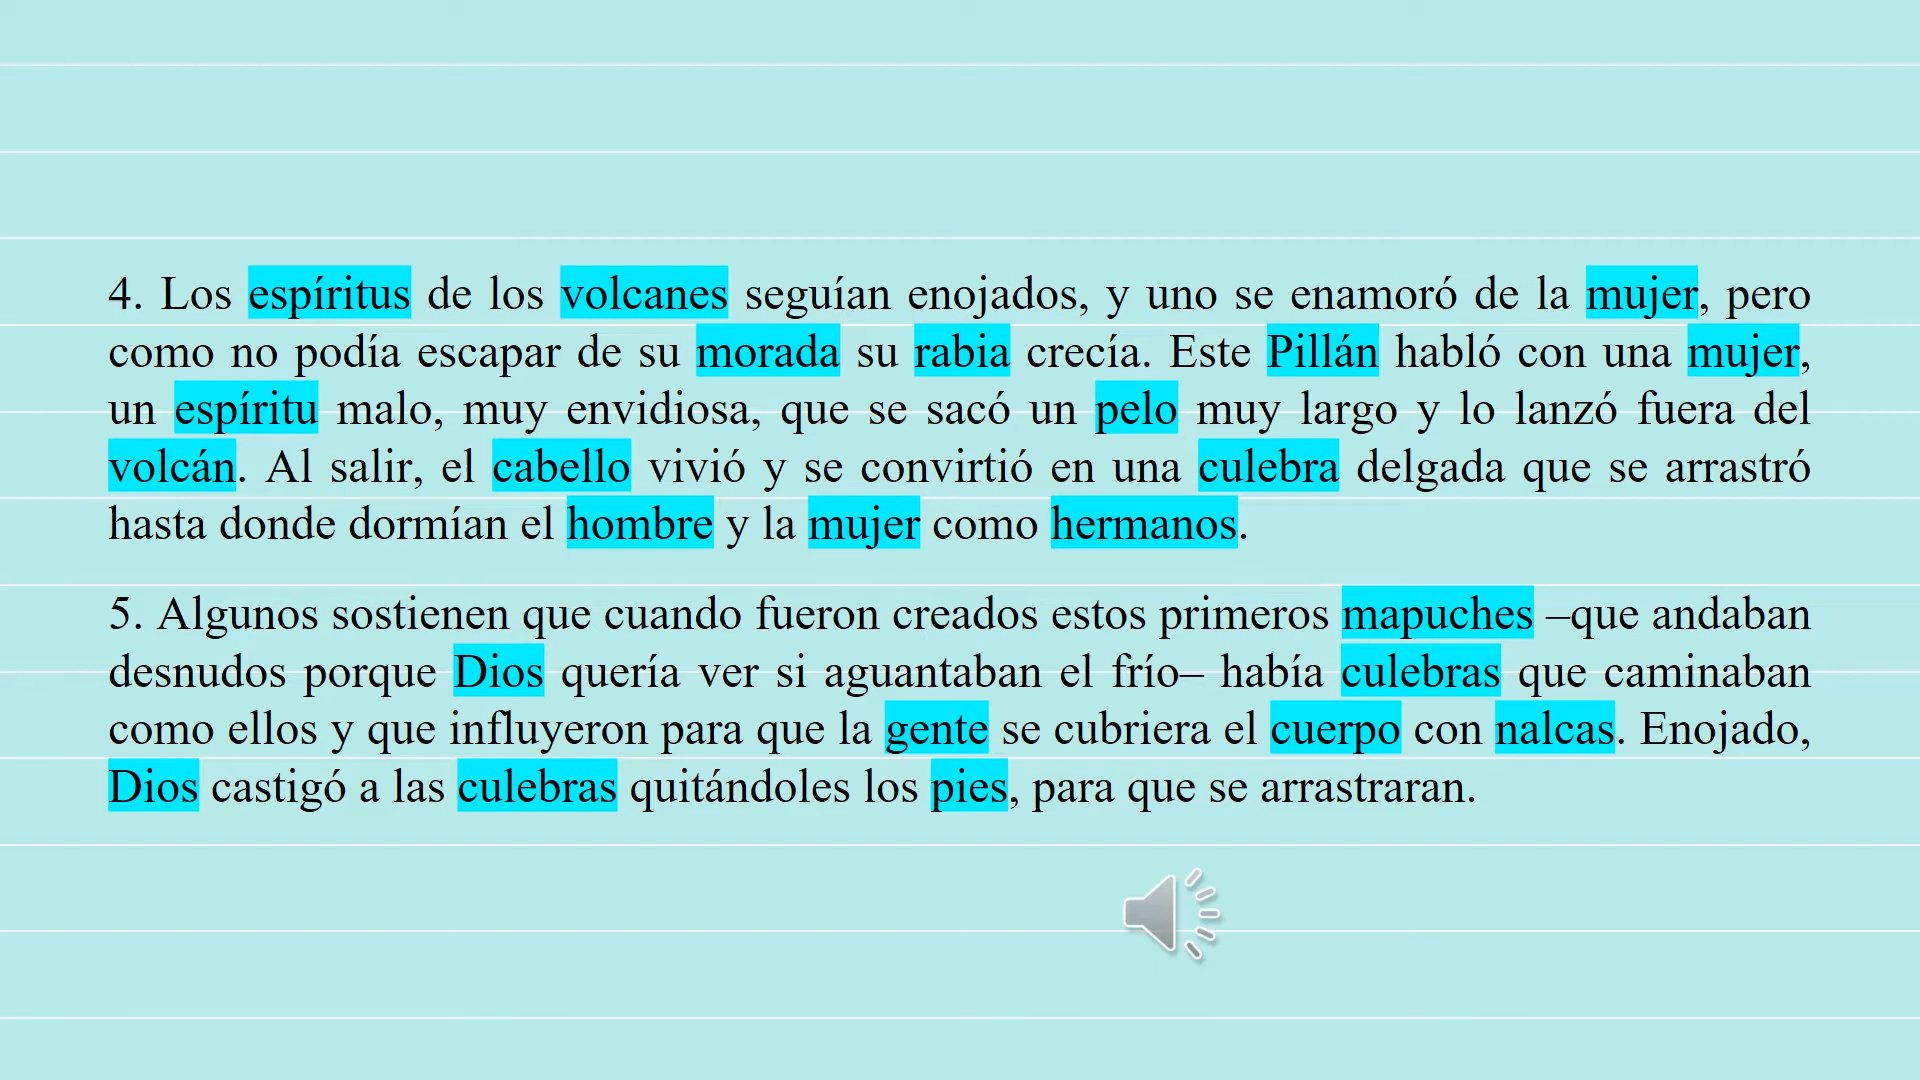 4. Los espíritus de los volcanes seguían enojados, y uno se enamoró de la mujer, pero
como no podía escapar de su morada su rabia crecía. Este Pillán habló con una mujer,
un espíritu malo, muy envidiosa, que se sacó un pelo muy largo y lo lanzó fuera del
volcán. Al salir, el cabello vivió y se convirtió en una culebra delgada que se arrastró
hasta donde dormían el hombre y la mujer como hermanos.
5. Algunos sostienen que cuando fueron creados estos primeros mapuches –que andaban
desnudos porque Dios quería ver si aguantaban el frío– había culebras que caminaban
como ellos y que influyeron para que la gente se cubriera el cuerpo con nalcas. Enojado,
Dios castigó a las culebras quitándoles los pies, para que se arrastraran.